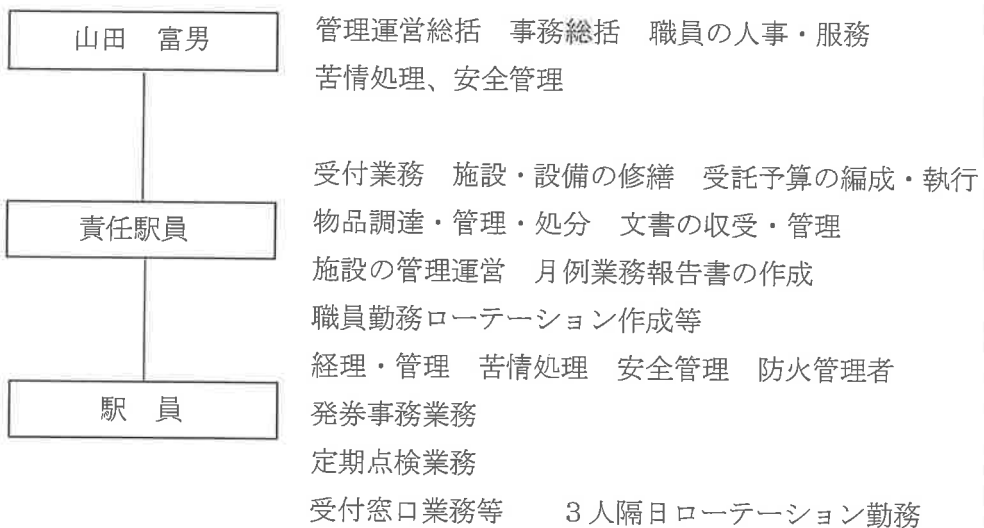 山田　富男
管理運営総括　事務総括　職員の人事・服務
苦情処理、安全管理
受付業務　施設・設備の修繕　受託予算の編成・執行
責任駅員
物品調達・管理・処分　文書の収受・管理
施設の管理運営　月例業務報告書の作成
職員勤務ローテーション作成等
経理・管理　苦情処理　安全管理　防火管理者
駅　員
発券事務業務
定期点検業務
受付窓口業務等　　３人隔日ローテーション勤務